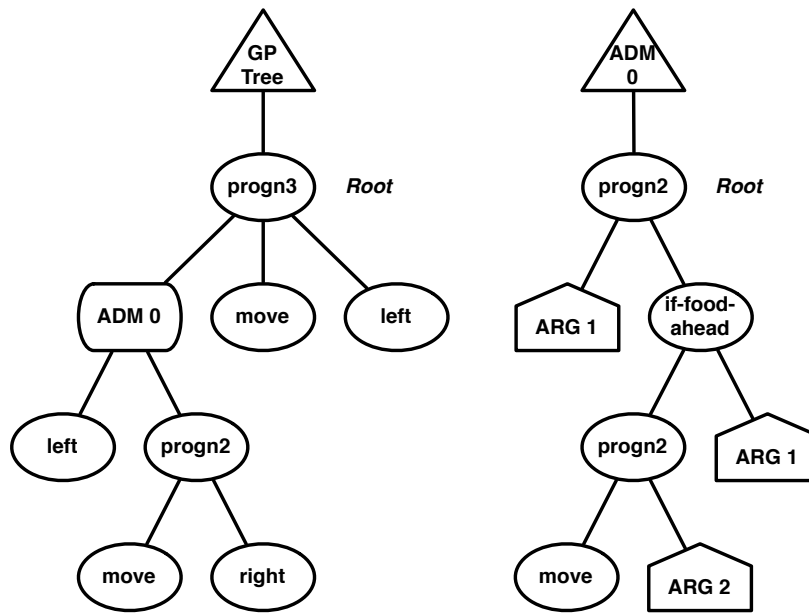 GP
Tree
ADM
0
progn3
Root
progn2
Root
ADM 0
move
left
ARG 1
if-food-
ahead
left
progn2
progn2
ARG 1
move
right
move
ARG 2